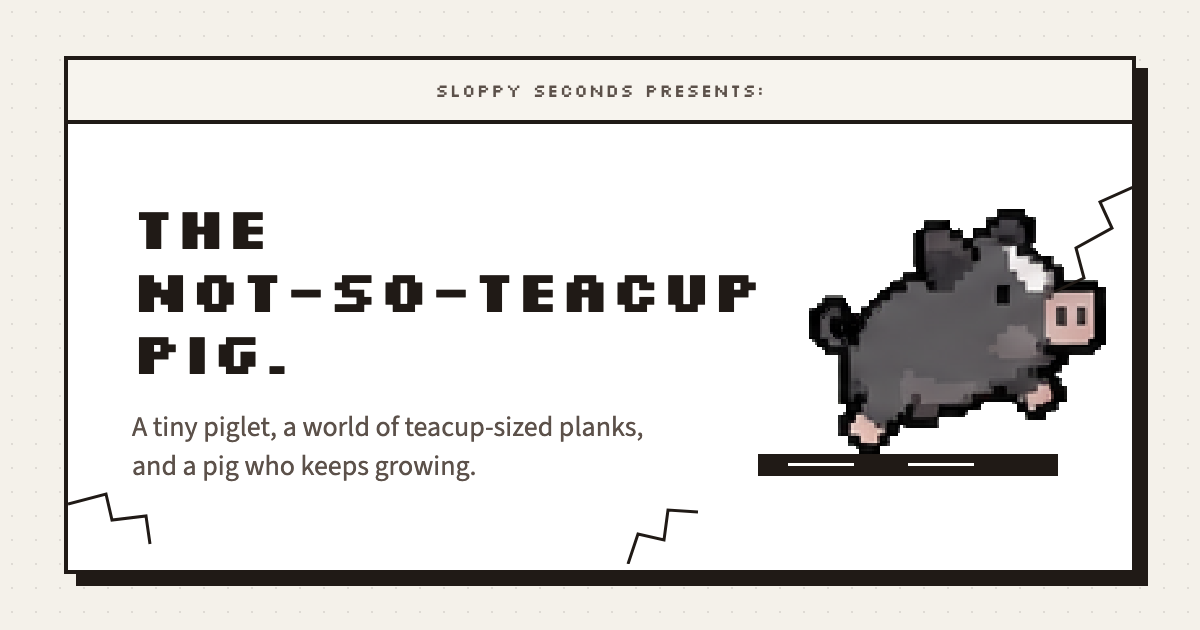 SLOPPY SECONDS PRESENTS:
THE
NOT-SO-TEACUP
PIG.
A tiny piglet, a world of teacup-sized planks,
and a pig who keeps growing.